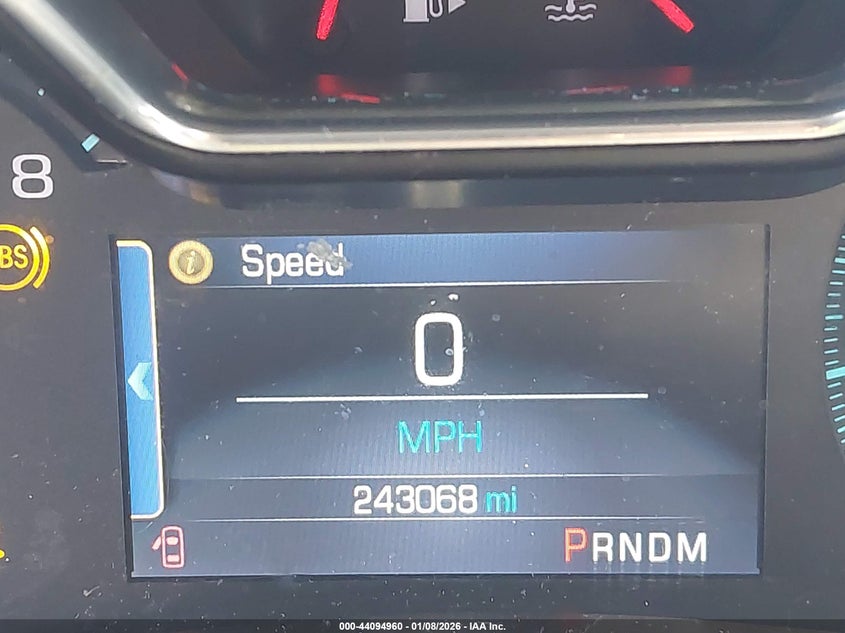 8
BS
Speed
0
MPH
243068 mi
PRNDM
000-44094960 - 01/08/2026 - IAA Inc.